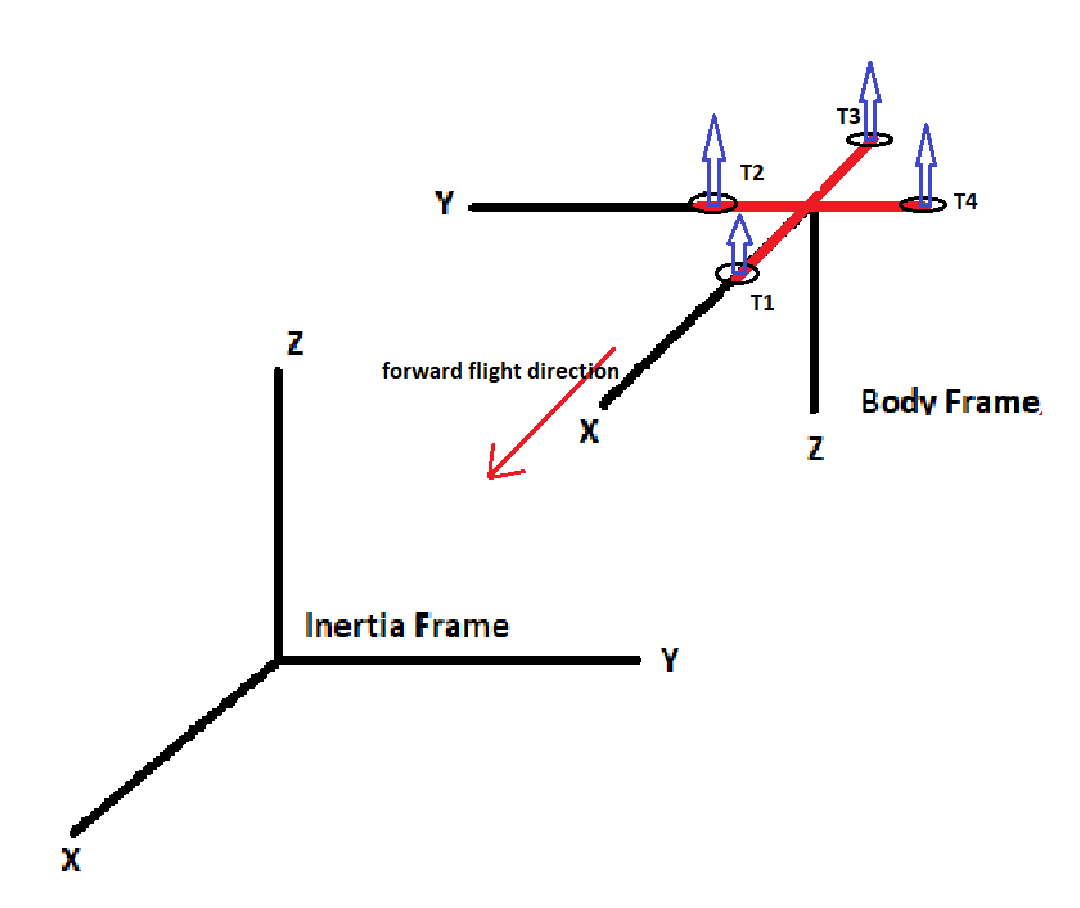 T3
T2
Y
T4
T1
Z
forward flight direction
Body Frame
X
Z
Inertia Frame
Y
X